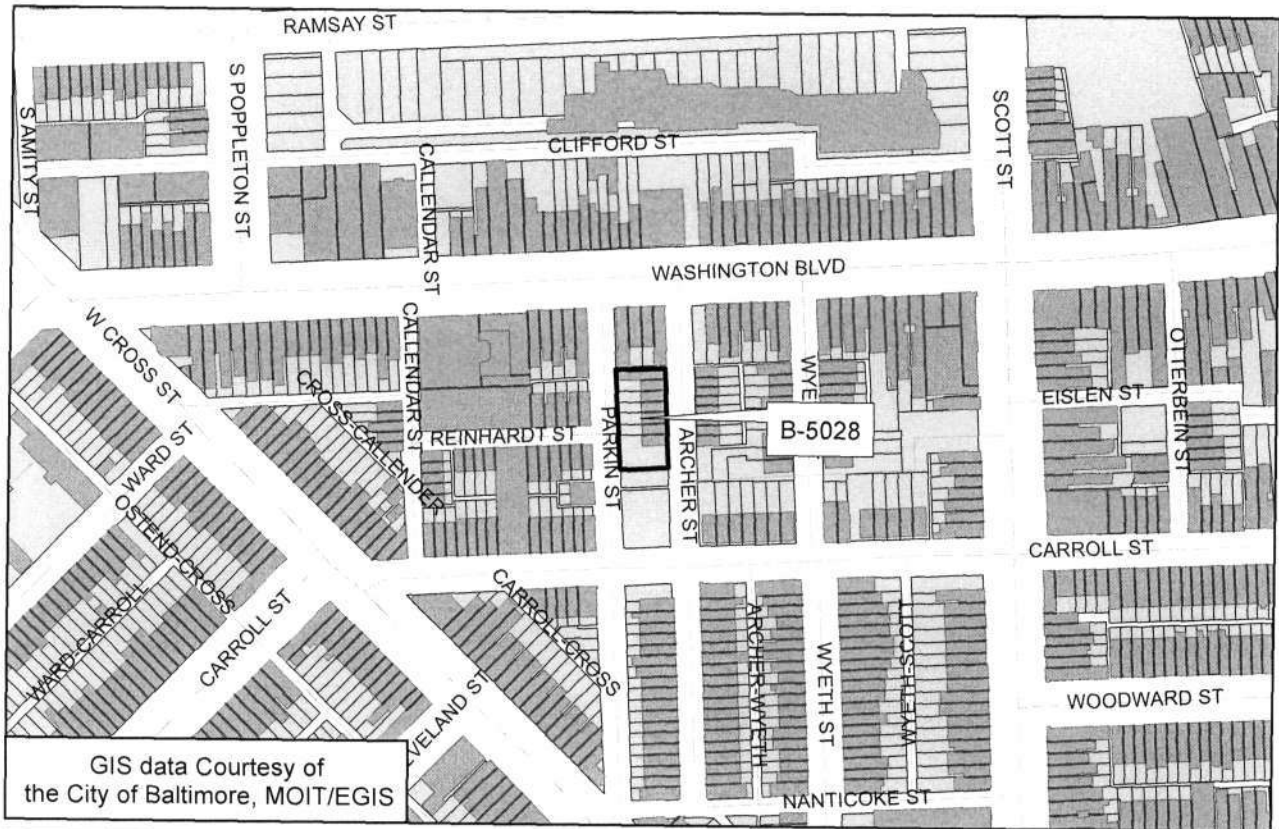 RAMSAY ST
S AMITY ST
S POPPLETON ST
CALLENDAR ST
CLIFFORD ST
SCOTT ST
WASHINGTON BLVD
W CROSS ST
CALLENDAR ST
CROSS-CALLENDER
REINHARDT ST
PARKIN ST
ARCHER ST
B-5028
WYE
EISLEN ST
OTTERBEIN ST
WARD ST
OSTEND-CROSS
WARD-CARROLL
CARROLL ST
CARROLL-CROSS
CARROLL ST
ARCHER-WYETH
WYETH ST
WYETH-SCOTT
WOODWARD ST
EVELAND ST
NANTICOKE ST
GIS data Courtesy of
the City of Baltimore, MOIT/EGIS